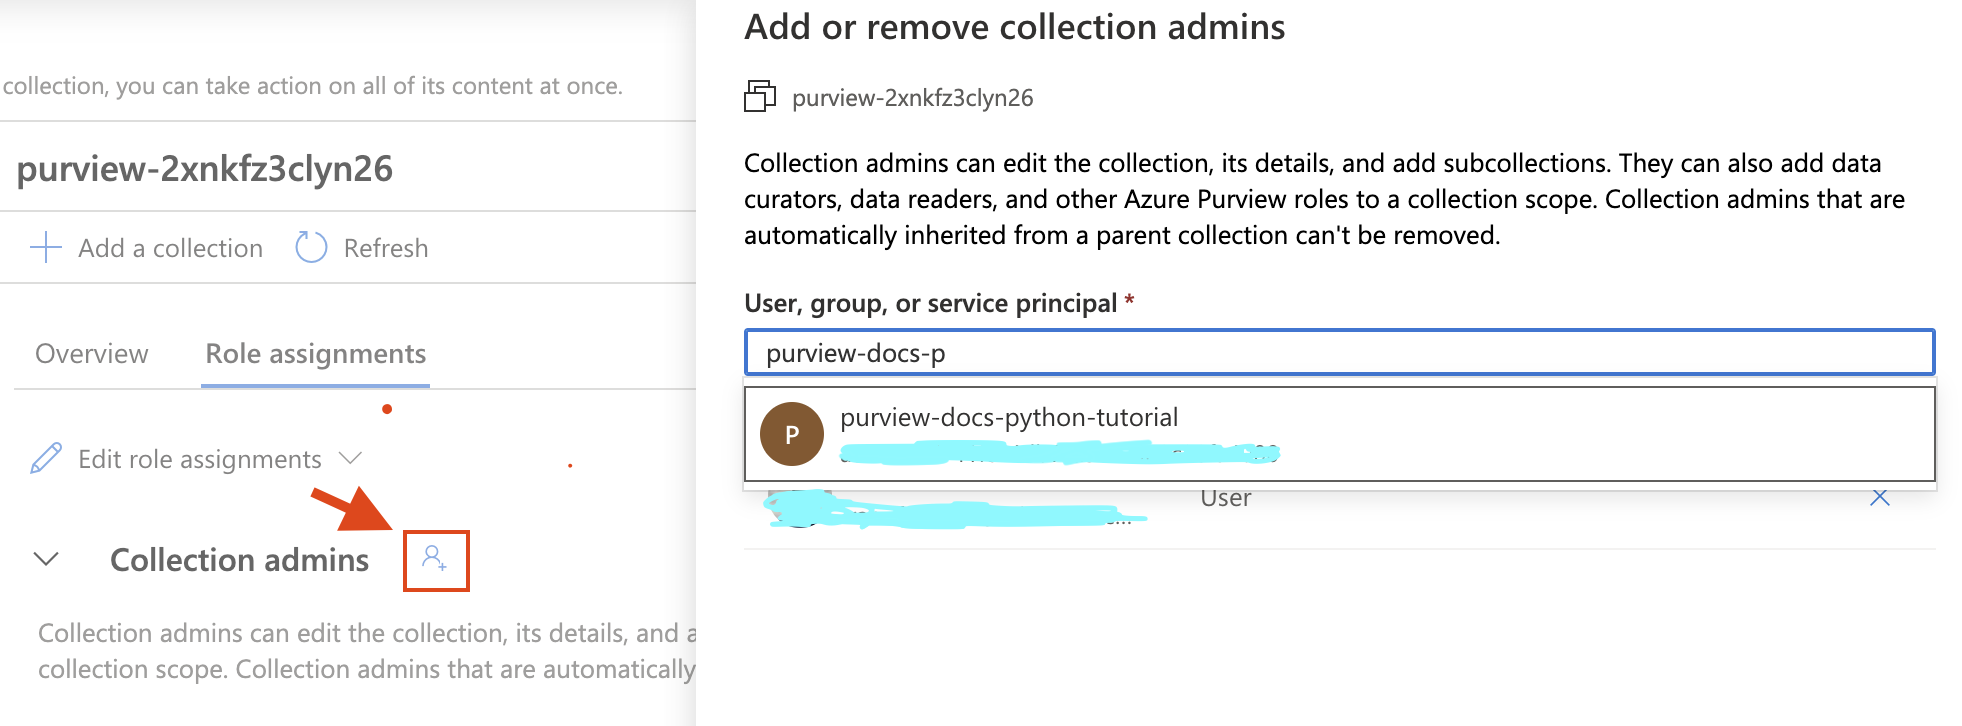 collection, you can take action on all of its content at once.
purview-2xnkfz3clyn26
Add a collection
Refresh
Overview
Role assignments
Edit role assignments
Collection admins
Collection admins can edit the collection, its details, and a
collection scope. Collection admins that are automatically
Add or remove collection admins
purview-2xnkfz3clyn26
Collection admins can edit the collection, its details, and add subcollections. They can also add data
curators, data readers, and other Azure Purview roles to a collection scope. Collection admins that are
automatically inherited from a parent collection can't be removed.
User, group, or service principal *
purview-docs-p
P
purview-docs-python-tutorial
User